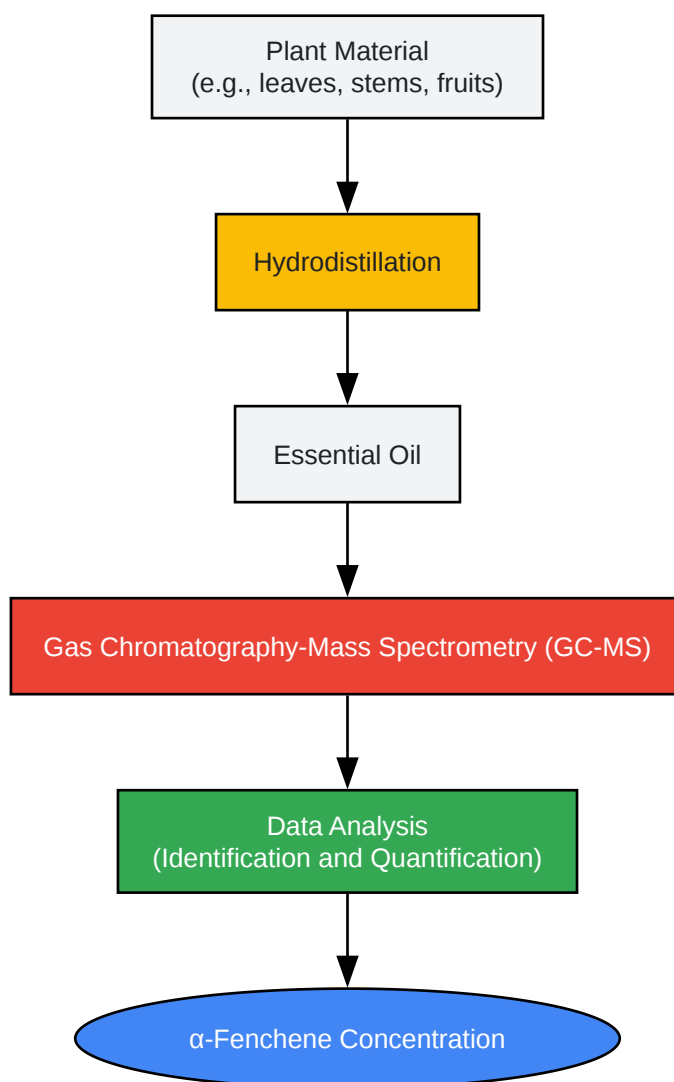 Plant Material
(e.g., leaves, stems, fruits)
Hydrodistillation
Essential Oil
Gas Chromatography-Mass Spectrometry (GC-MS)
Data Analysis
(Identification and Quantification)
α-Fenchene Concentration